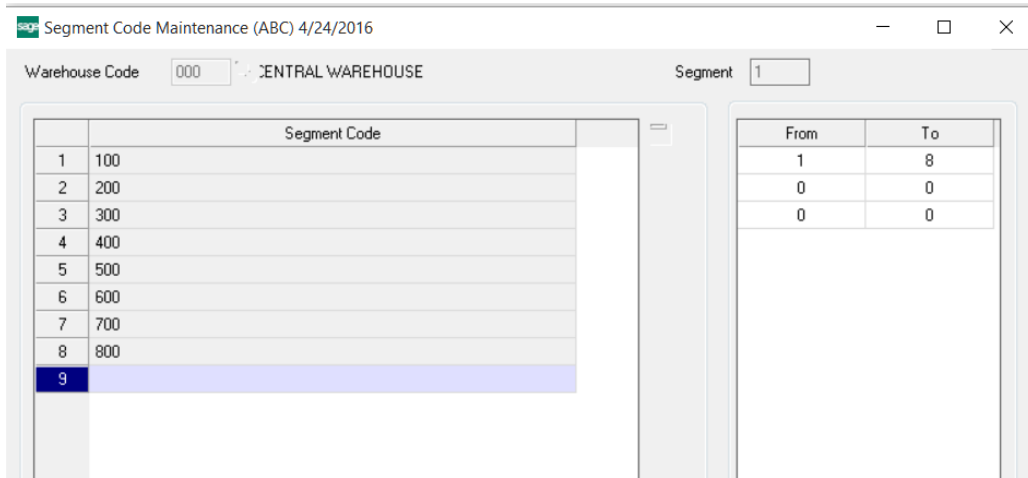 sage Segment Code Maintenance (ABC) 4/24/2016
Warehouse Code 000 CENTRAL WAREHOUSE Segment 1
Segment Code From To
1 100 1 8
2 200 0 0
3 300 0 0
4 400
5 500
6 600
7 700
8 800
9